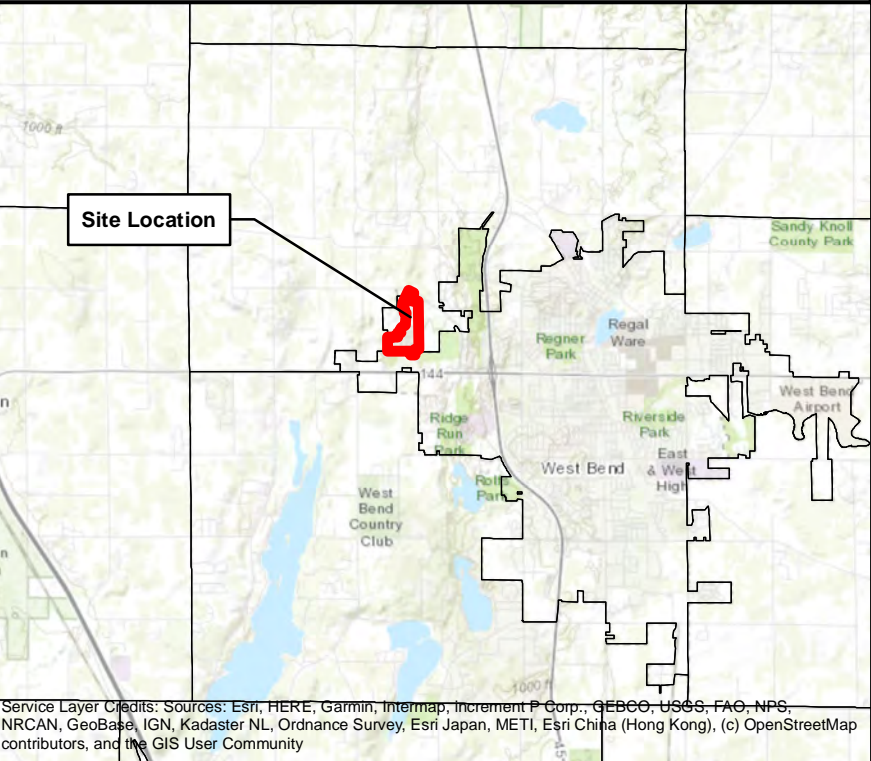 1000 ft
Site Location
Sandy Knoll
County Park
Regal
Ware
Regner
Park
144
West Bend
Airport
Ridge
Run
Park
Riverside
Park
East
& West
High
West Bend
Rolfs
Park
West
Bend
Country
Club
n
n
1000 ft
45
Service Layer Credits: Sources: Esri, HERE, Garmin, Intermap, increment P Corp., GEBCO, USGS, FAO, NPS,
NRCAN, GeoBase, IGN, Kadaster NL, Ordnance Survey, Esri Japan, METI, Esri China (Hong Kong), (c) OpenStreetMap
contributors, and the GIS User Community